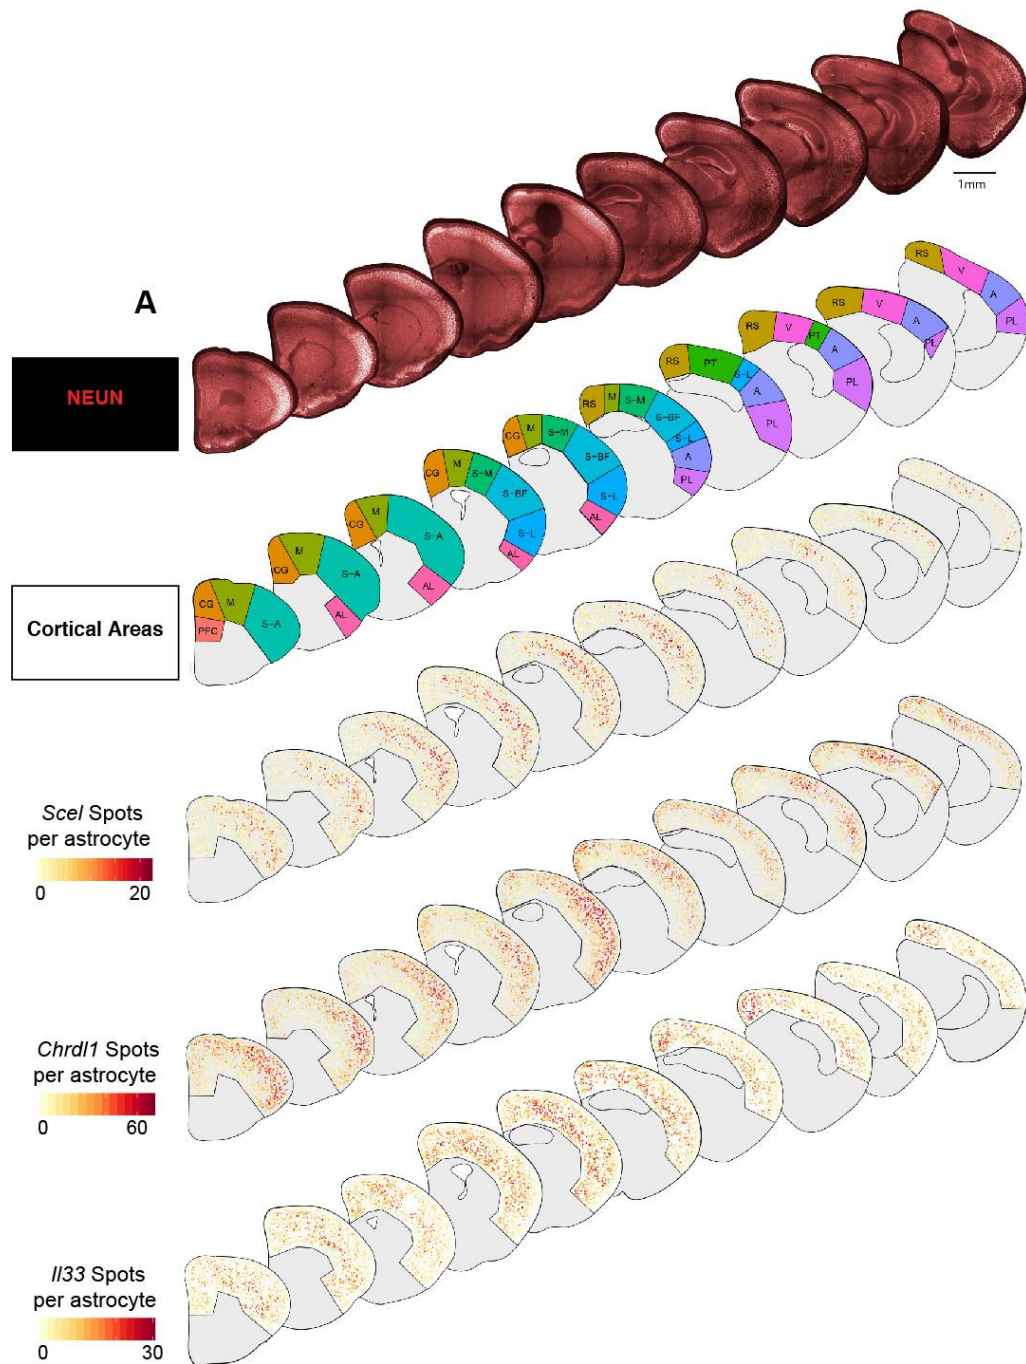 1mm
A
NEUN
RS
V
A
PL
RS
V
A
PL
RS
V
PT
A
PL
RS
PT
S-L
A
PL
RS
M
S-M
S-BF
S-L
A
PL
CG
M
S-M
S-BF
S-L
AL
CG
M
S-M
S-BF
S-L
AL
CG
M
S-A
AL
CG
M
S-A
AL
CG
M
S-A
PFC
Cortical Areas
Scel Spots
per astrocyte
0 20
Chrdl1 Spots
per astrocyte
0 60
Il33 Spots
per astrocyte
0 30